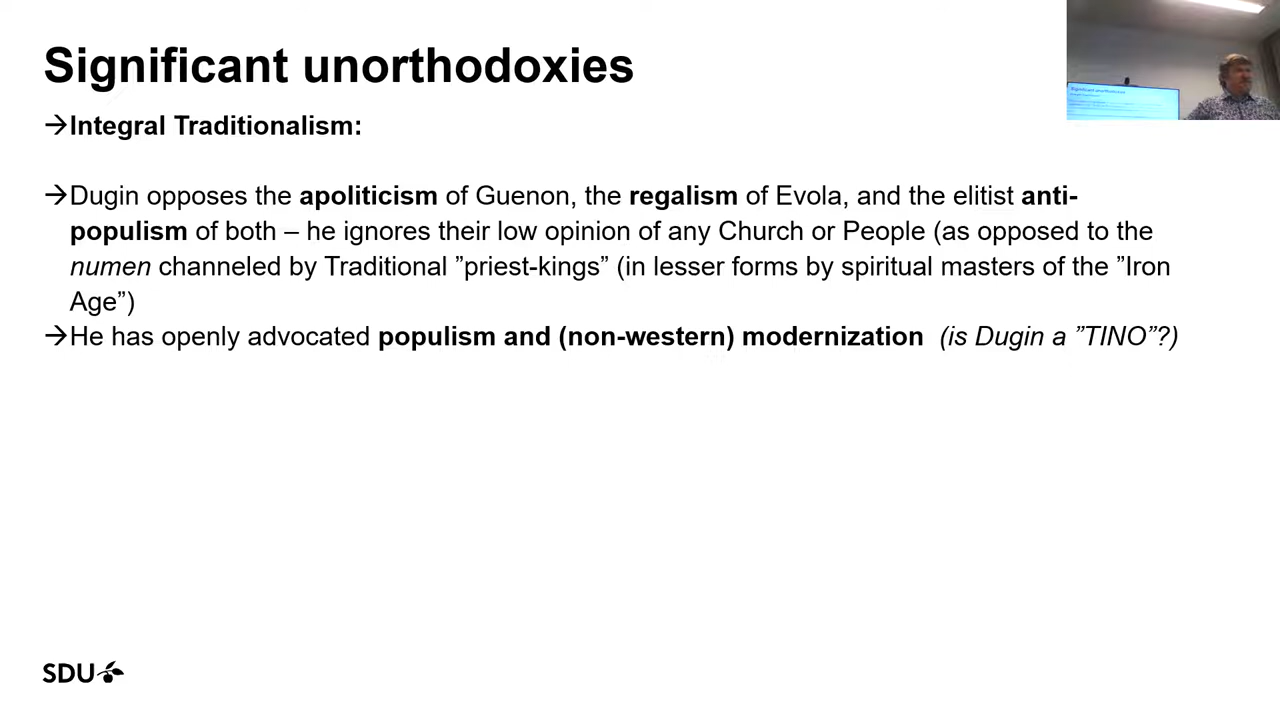 Significant unorthodoxies
→Integral Traditionalism:
→Dugin opposes the apoliticism of Guenon, the regalism of Evola, and the elitist anti-
populism of both – he ignores their low opinion of any Church or People (as opposed to the
numen channeled by Traditional ”priest-kings” (in lesser forms by spiritual masters of the ”Iron
Age”)
→He has openly advocated populism and (non-western) modernization (is Dugin a ”TINO”?)
SDU